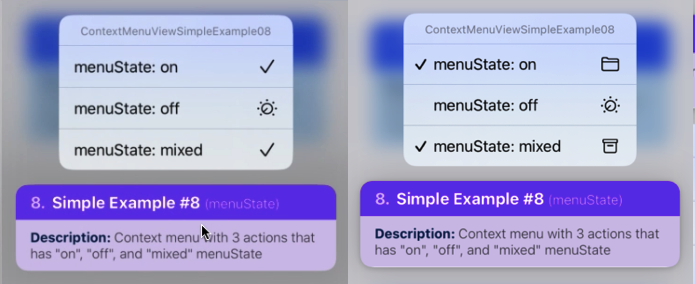 ContextMenuViewSimpleExample08
menuState: on
menuState: off
menuState: mixed
8. Simple Example #8 (menuState)
Description: Context menu with 3 actions that
has "on", "off", and "mixed" menuState
ContextMenuViewSimpleExample08
menuState: on
menuState: off
menuState: mixed
8. Simple Example #8 (menuState)
Description: Context menu with 3 actions that
has "on", "off", and "mixed" menuState